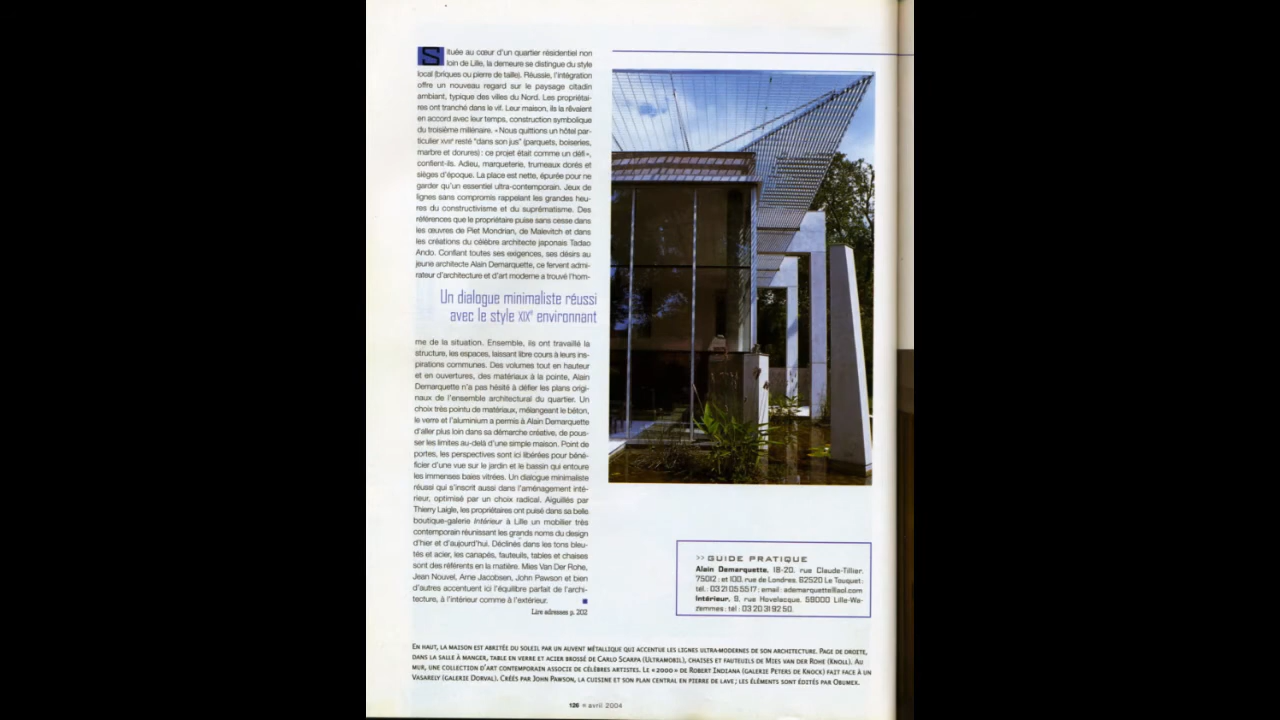 Située au cœur d'un quartier résidentiel non
loin de Lille, la demeure se distingue du style
local (briques ou pierre de taille). Réussie, l'intégration
offre un nouveau regard sur le paysage citadin
ambiant, typique des villes du Nord. Les propriétai-
res ont tranché dans le vif. Leur maison, ils la rêvaient
en accord avec leur temps, construction symbolique
du troisième millénaire. « Nous quittions un hôtel par-
ticulier XVIIIe resté "dans son jus" (parquets, boiseries,
marbre et dorures) : ce projet était comme un défi »,
confient-ils. Adieu, marqueterie, trumeaux dorés et
sièges d'époque. La place est nette, épurée pour ne
garder qu'un essentiel ultra-contemporain. Jeux de
lignes sans compromis rappelant les grandes heu-
res du constructivisme et du suprématisme. Des
références que le propriétaire puise sans cesse dans
les œuvres de Piet Mondrian, de Malevitch et dans
les créations du célèbre architecte japonais Tadao
Ando. Confiant toutes ses exigences, ses désirs au
jeune architecte Alain Demarquette, ce fervent admi-
rateur d'architecture et d'art moderne a trouvé l'hom-
Un dialogue minimaliste réussi
avec le style XIXe environnant
me de la situation. Ensemble, ils ont travaillé la
structure, les espaces, laissant libre cours à leurs ins-
pirations communes. Des volumes tout en hauteur
et en ouvertures, des matériaux à la pointe, Alain
Demarquette n'a pas hésité à défier les plans origi-
naux de l'ensemble architectural du quartier. Un
choix très pointu de matériaux, mélangeant le béton,
le verre et l'aluminium a permis à Alain Demarquette
d'aller plus loin dans sa démarche créative, de pous-
ser les limites au-delà d'une simple maison. Point de
portes, les perspectives sont ici libérées pour béné-
ficier d'une vue sur le jardin et le bassin qui entoure
les immenses baies vitrées. Un dialogue minimaliste
réussi qui s'inscrit aussi dans l'aménagement inté-
rieur, optimisé par un choix radical. Aiguillés par
Thierry Laigle, les propriétaires ont puisé dans sa belle
boutique-galerie Intérieur à Lille un mobilier très
contemporain réunissant les grands noms du design
d'hier et d'aujourd'hui. Déclinés dans les tons bleu-
tés et acier, les canapés, fauteuils, tables et chaises
sont des référents en la matière. Mies Van Der Rohe,
Jean Nouvel, Arne Jacobsen, John Pawson et bien
d'autres accentuent ici l'équilibre parfait de l'archi-
tecture, à l'intérieur comme à l'extérieur.
Lire adresses p. 202
>> GUIDE PRATIQUE
Alain Demarquette, 18-20, rue Claude-Tillier,
75012 ; et 100, rue de Londres, 62520 Le Touquet ;
tél. : 03 21 05 55 17 ; email : ademarquette@aol.com
Intérieur, 9, rue Hovelacque, 58000 Lille-Wa-
zemmes ; tél : 03 20 31 92 50.
En haut, la maison est abritée du soleil par un auvent métallique qui accentue les lignes ultra-modernes de son architecture. Page de droite,
dans la salle à manger, table en verre et acier brossé de Carlo Scarpa (Ultramobil), chaises et fauteuils de Mies van der Rohe (Knoll). Au
mur, une collection d'art contemporain associe de célèbres artistes. Le « 2000 » de Robert Indiana (galerie Peters de Knock) fait face à un
Vasarely (galerie Dorval). Créés par John Pawson, la cuisine et son plan central en pierre de lave ; les éléments sont édités par Obumex.
126 avril 2004